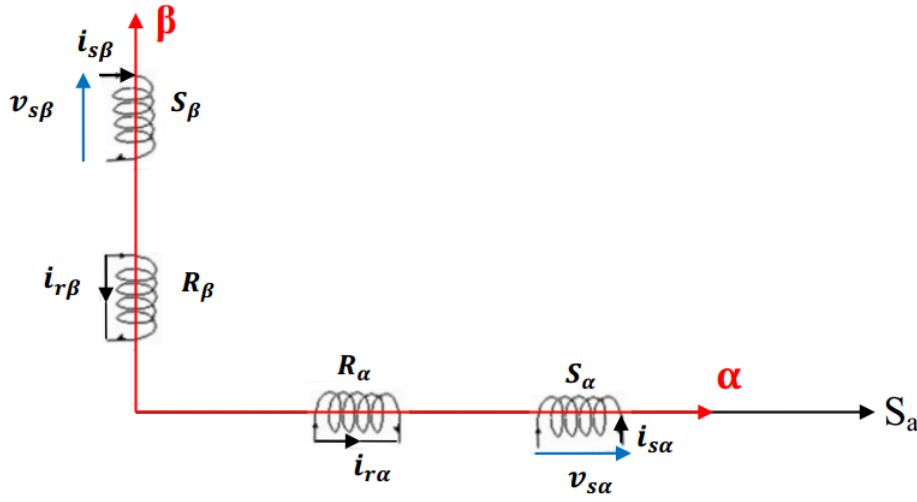 β
i_{sβ}
v_{sβ}
S_β
i_{rβ}
R_β
R_α
S_α
α
S_a
i_{sα}
i_{rα}
v_{sα}